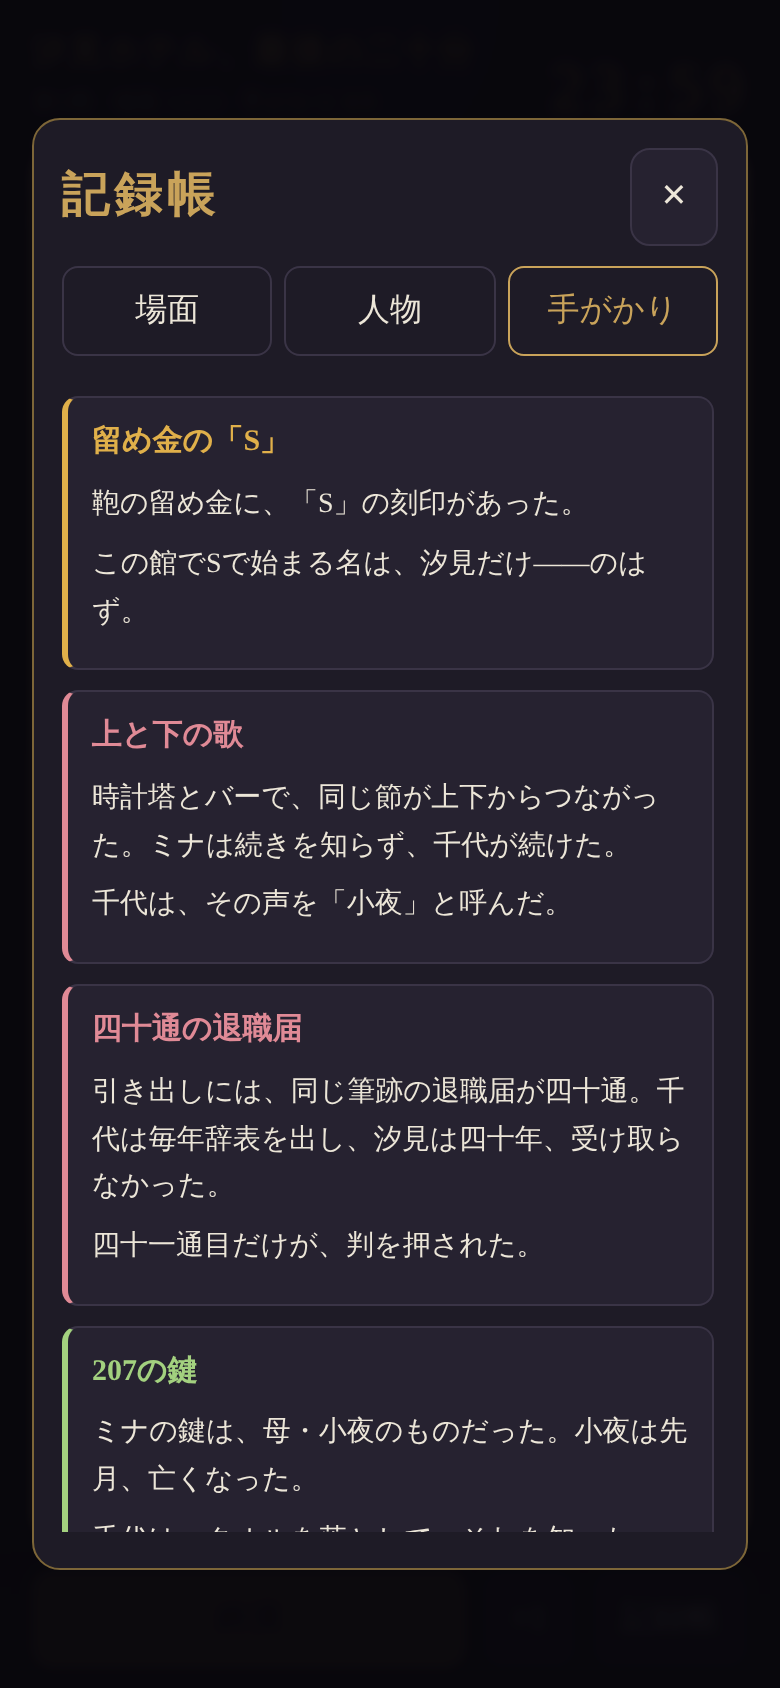 記録帳
✕
場面
人物
手がかり
留め金の「S」
鞄の留め金に、「S」の刻印があった。
この館でSで始まる名は、汐見だけ――のは
ず。
上と下の歌
時計塔とバーで、同じ節が上下からつながっ
た。ミナは続きを知らず、千代が続けた。
千代は、その声を「小夜」と呼んだ。
四十通の退職届
引き出しには、同じ筆跡の退職届が四十通。千
代は毎年辞表を出し、汐見は四十年、受け取ら
なかった。
四十一通目だけが、判を押された。
207の鍵
ミナの鍵は、母・小夜のものだった。小夜は先
月、亡くなった。